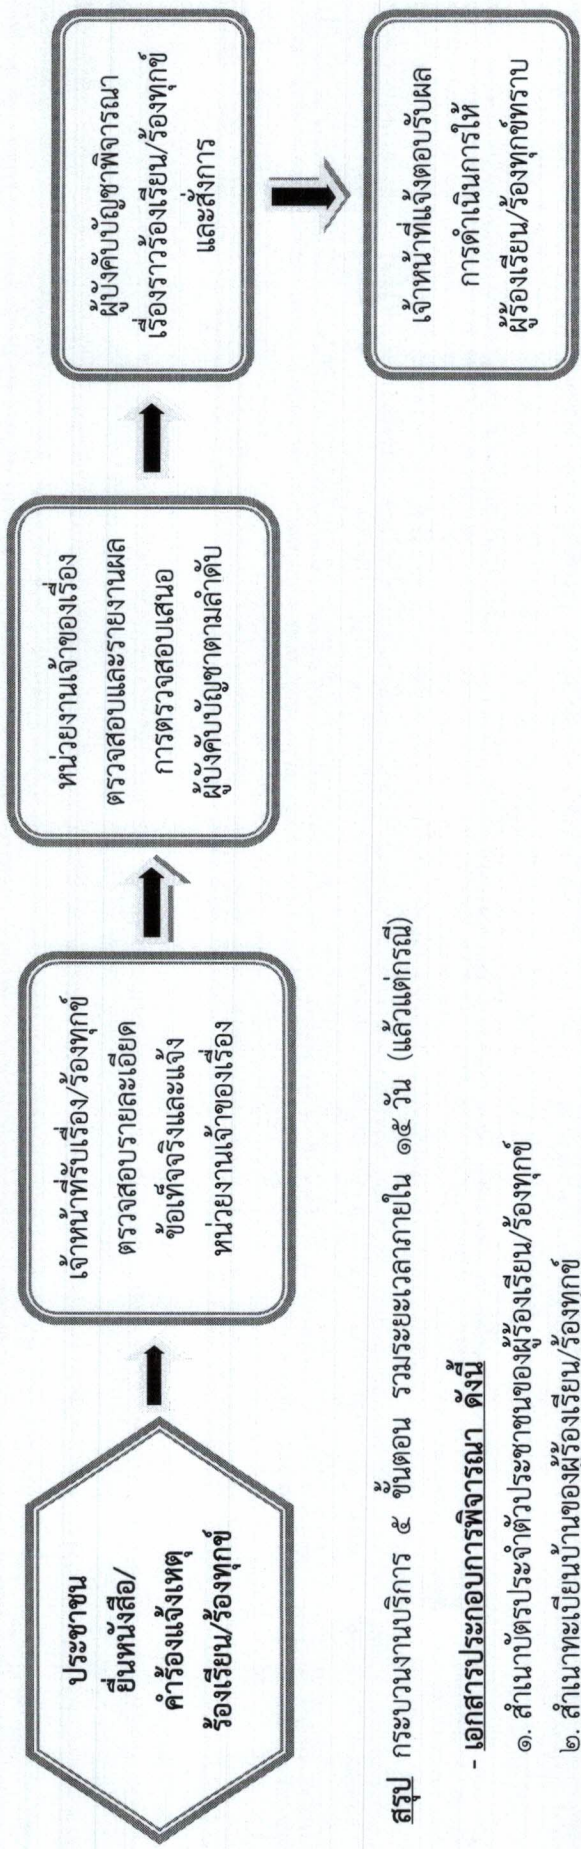 ประชาชน
ยื่นหนังสือ/
คำร้องแจ้งเหตุ
ร้องเรียน/ร้องทุกข์
เจ้าหน้าที่รับเรื่อง/ร้องทุกข์
ตรวจสอบรายละเอียด
ข้อเท็จจริงและแจ้ง
หน่วยงานเจ้าของเรื่อง
หน่วยงานเจ้าของเรื่อง
ตรวจสอบและรายงานผล
การตรวจสอบเสนอ
ผู้บังคับบัญชาตามลำดับ
ผู้บังคับบัญชาพิจารณา
เรื่องราวร้องเรียน/ร้องทุกข์
และสั่งการ
เจ้าหน้าที่แจ้งตอบรับผล
การดำเนินการให้
ผู้ร้องเรียน/ร้องทุกข์ทราบ
สรุป กระบวนงานบริการ ๕ ขั้นตอน รวมระยะเวลาภายใน ๑๕ วัน (แล้วแต่กรณี)
- เอกสารประกอบการพิจารณา ดังนี้
๑. สำเนาบัตรประจำตัวประชาชนของผู้ร้องเรียน/ร้องทุกข์
๒. สำเนาทะเบียนบ้านของผู้ร้องเรียน/ร้องทุกข์